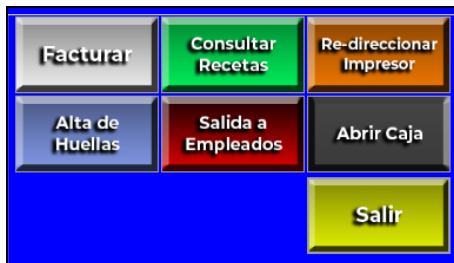 Facturar
Consultar
Recetas
Re-direccionar
Impresor
Alta de
Huellas
Salida a
Empleados
Abrir Caja
Salir